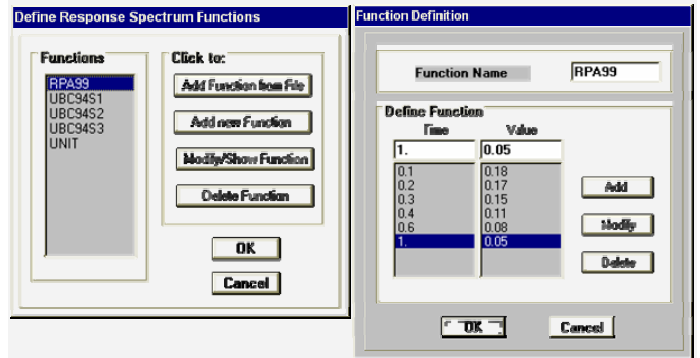 Define Response Spectrum Functions
Functions
RPA99
UBC94S1
UBC94S2
UBC94S3
UNIT
Click to:
Add Function from File
Add new Function
Modify/Show Function
Delete Function
OK
Cancel
Function Definition
Function Name RPA99
Define Function
Time Value
1. 0.05
0.1 0.18
0.2 0.17
0.3 0.15
0.4 0.11
0.6 0.08
1. 0.05
Add
Modify
Delete
OK Cancel